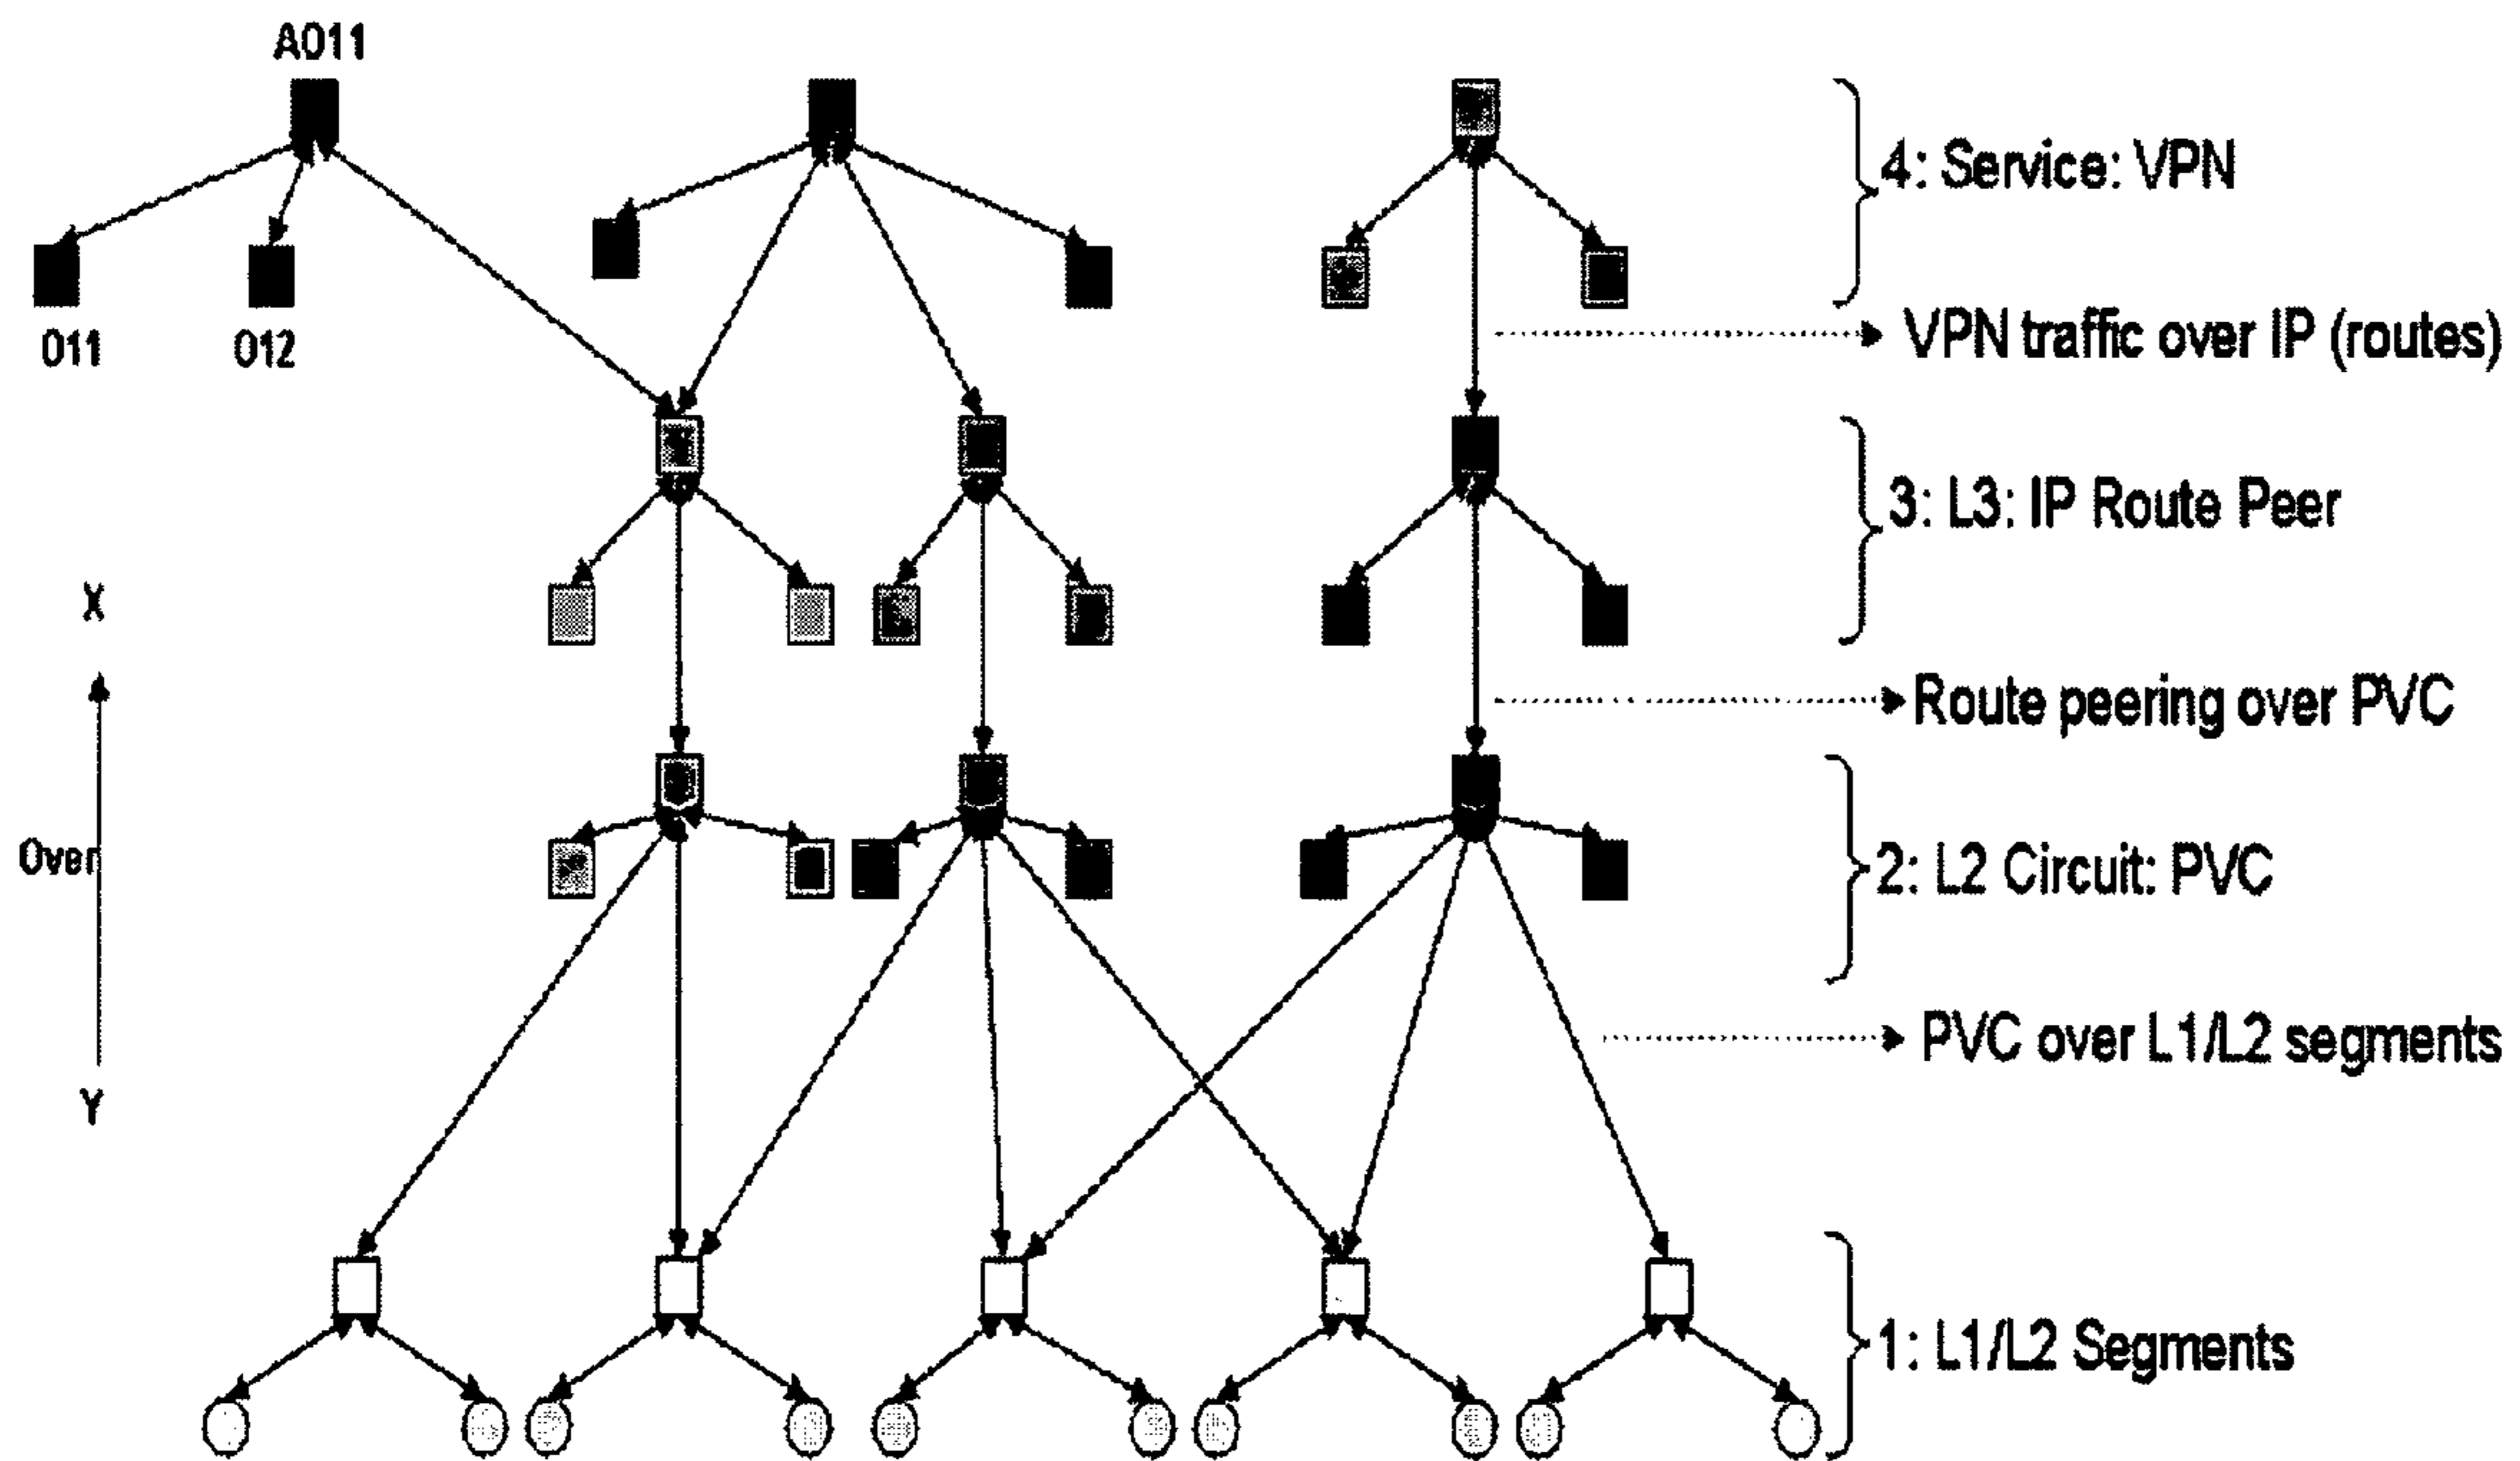 A011
4: Service: VPN
011
012
VPN traffic over IP (routes)
3: L3: IP Route Peer
X
Route peering over PVC
Over
2: L2 Circuit: PVC
PVC over L1/L2 segments
Y
1: L1/L2 Segments